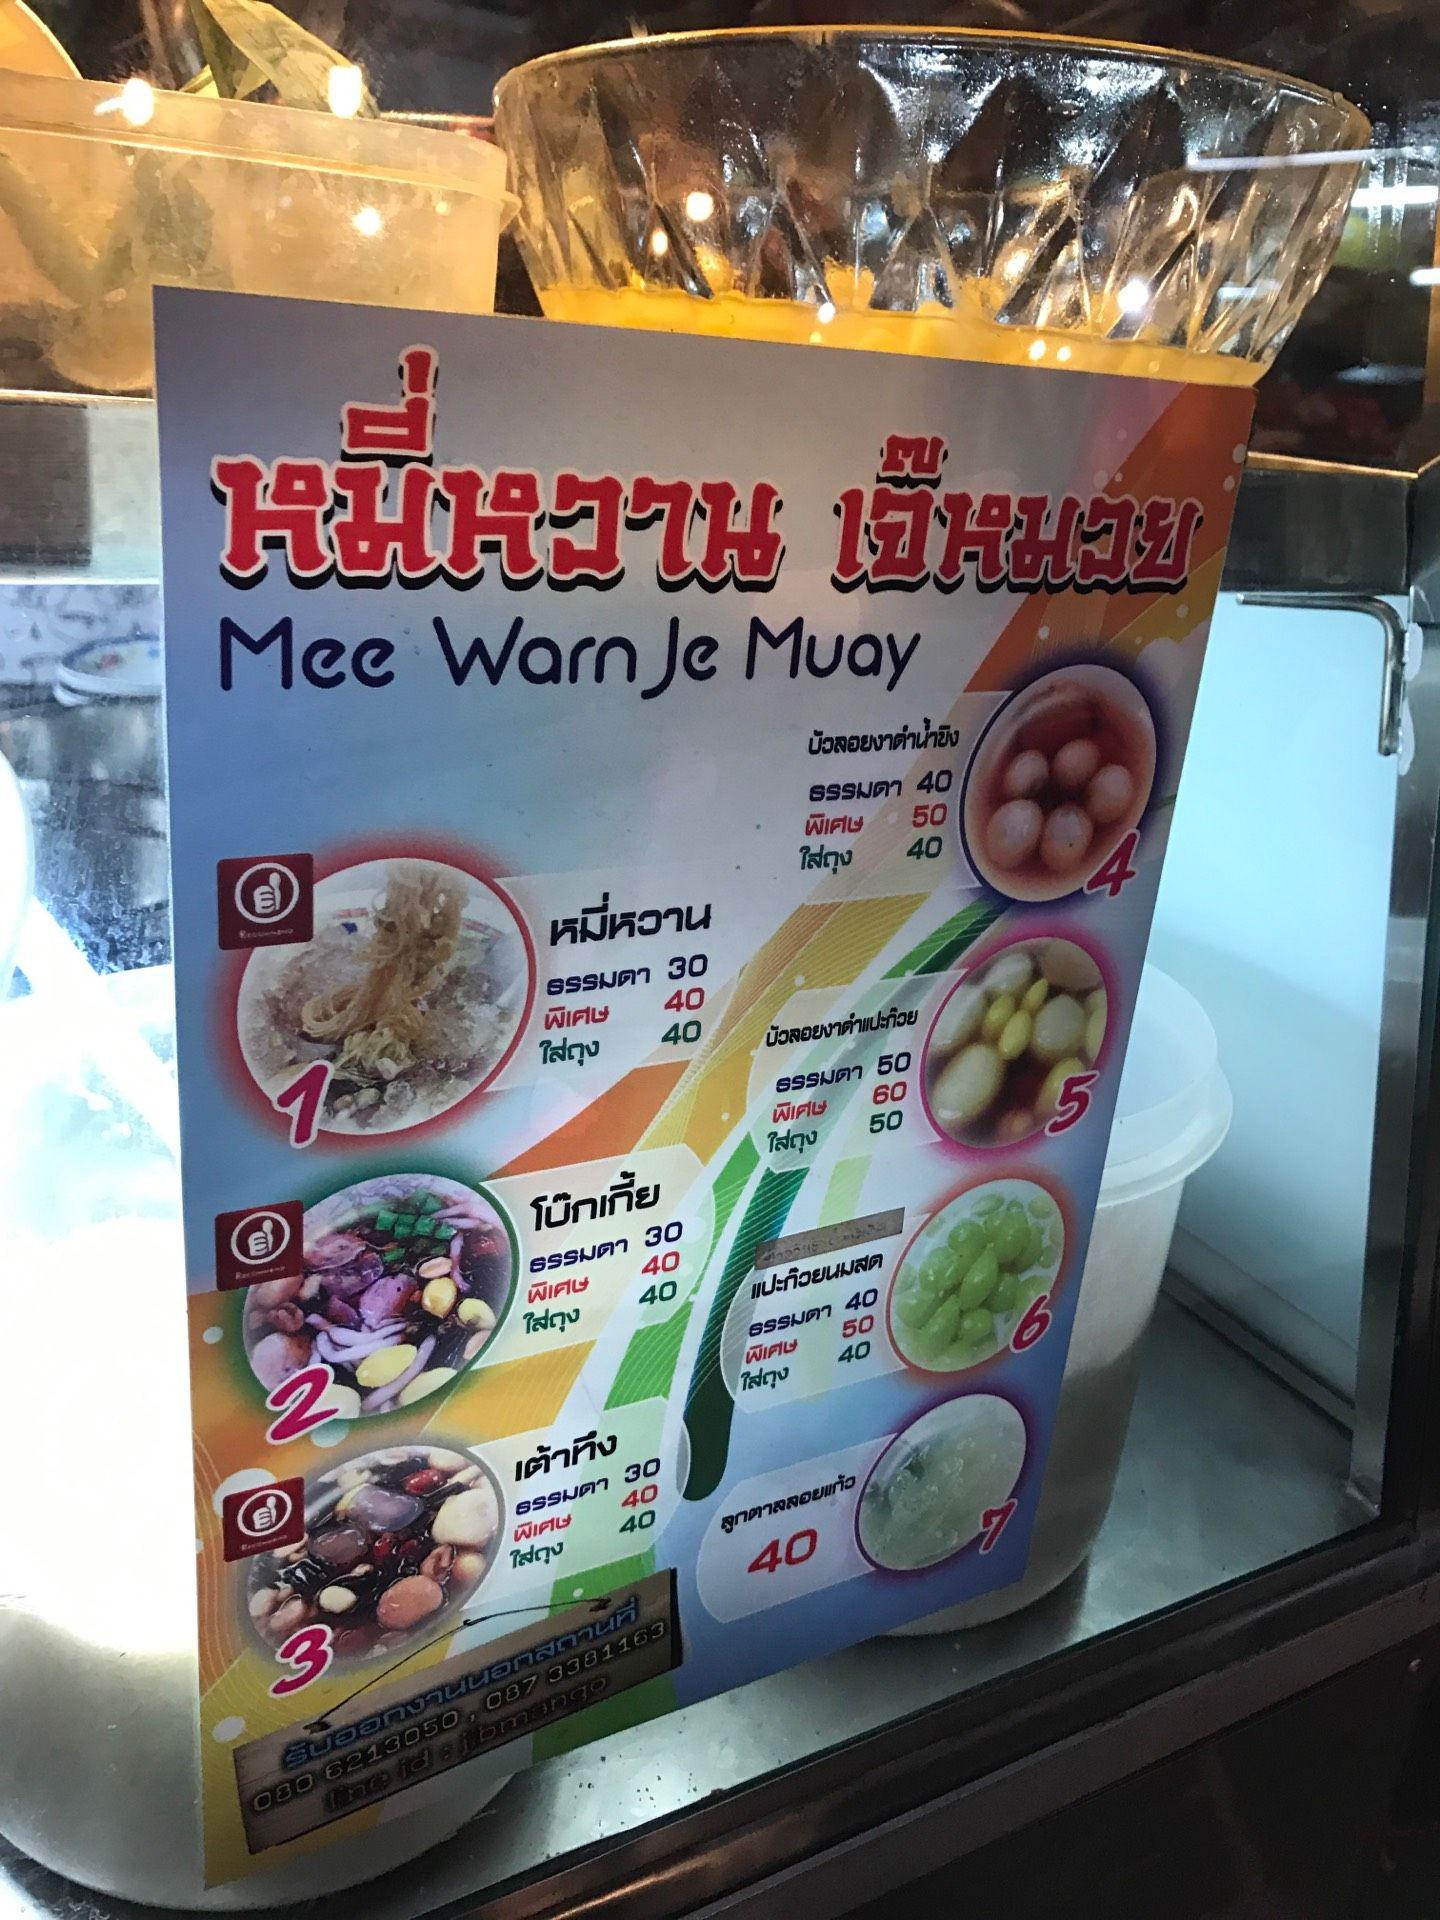 หมี่หวาน เจ๊หมวย
Mee Warn Je Muay
RECOMMEND
หมี่หวาน
ธรรมดา 30
พิเศษ 40
ใส่ถุง 40
1
RECOMMEND
โบ๊กเกี้ย
ธรรมดา 30
พิเศษ 40
ใส่ถุง 40
2
RECOMMEND
เต้าทึง
ธรรมดา 30
พิเศษ 40
ใส่ถุง 40
3
บัวลอยงาดำน้ำขิง
ธรรมดา 40
พิเศษ 50
ใส่ถุง 40
4
บัวลอยงาดำแปะก๊วย
ธรรมดา 50
พิเศษ 60
ใส่ถุง 50
5
แปะก๊วยนมสด
ธรรมดา 40
พิเศษ 50
ใส่ถุง 40
6
ลูกตาลลอยแก้ว
40
7
รับออกงานนอกสถานที่
080 6213050 , 087 3381163
line id : jbmango